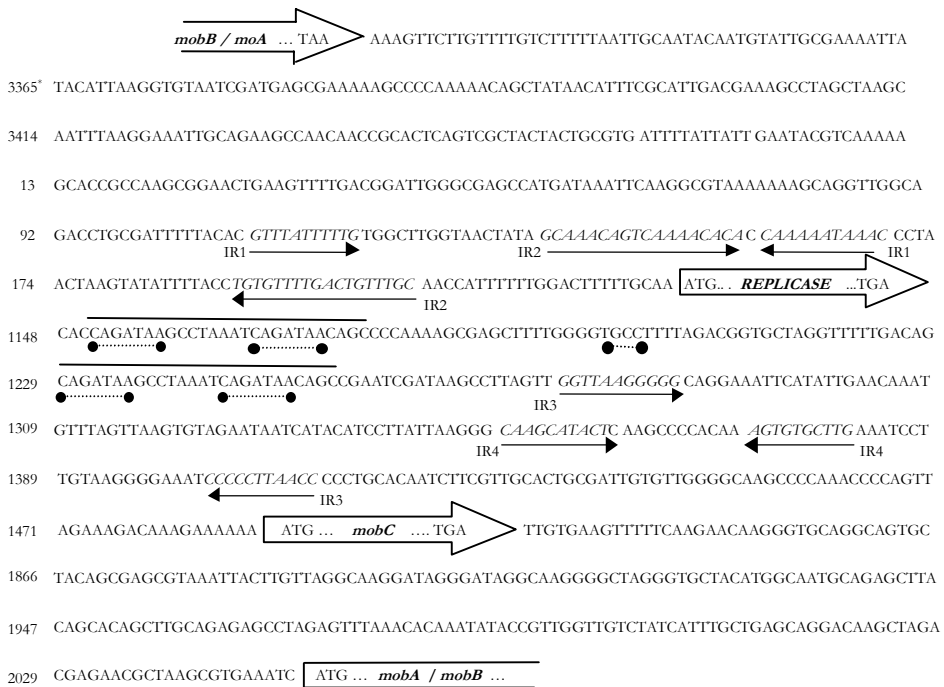 mobB / moA ... TAA AAAGTTCTTGTTTTGTCTTTTTAATTGCAATACAATGTATTGCGAAAATTA
3365* TACATTAAGGTGTAATCGATGAGCGAAAAAGCCCCAAAAACAGCTATAACATTTCGCATTGACGAAAGCCTAGCTAAGC
3414 AATTTAAGGAAATTGCAGAAGCCAACAACCGCACTCAGTCGCTACTACTGCGTG ATTTTATTATT GAATACGTCAAAAA
13 GCACCGCCAAGCGGAACTGAAGTTTTGACGGATTGGGCGAGCCATGATAAATTCAAGGCGTAAAAAAAGCAGGTTGGCA
92 GACCTGCGATTTTTACAC GTTTATTTTTG TGGCTTGGTAACTATA GCAAACAGTCAAAACACA C CAAAAATAAAC CCTA
IR1 IR2 IR1
174 ACTAAGTATATTTTACC TGTGTTTTGACTGTTTGC AACCATTTTTTGGACTTTTTGCAA ATG... REPLICASE ...TGA
IR2
1148 CACCAGATAAGCCTAAATCAGATAACAGCCCCAAAAGCGAGCTTTTGGGGTGCCTTTTAGACGGTGCTAGGTTTTTGACAG
1229 CAGATAAGCCTAAATCAGATAACAGCCGAATCGATAAGCCTTAGTT GGTTAAGGGGG CAGGAAATTCATATTGAACAAAT
IR3
1309 GTTTAGTTAAGTGTAGAATAATCATACATCCTTATTAAGGG CAAGCATACTC AAGCCCCACAA AGTGTGCTTG AAATCCT
IR4 IR4
1389 TGTAAGGGGAAAT CCCCCTTAACC CCCTGCACAATCTTCGTTGCACTGCGATTGTGTTGGGGCAAGCCCCAAACCCCAGTT
IR3
1471 AGAAAGACAAAGAAAAAA ATG ... mobC .... TGA TTGTGAAGTTTTTCAAGAACAAGGGTGCAGGCAGTGC
1866 TACAGCGAGCGTAAATTACTTGTTAGGCAAGGATAGGGATAGGCAAGGGGCTAGGGTGCTACATGGCAATGCAGAGCTTA
1947 CAGCACAGCTTGCAGAGAGCCTAGAGTTTAAACACAAATATACCGTTGGTTGTCTATCATTTGCTGAGCAGGACAAGCTAGA
2029 CGAGAACGCTAAGCGTGAAATC ATG ... mobA / mobB ...